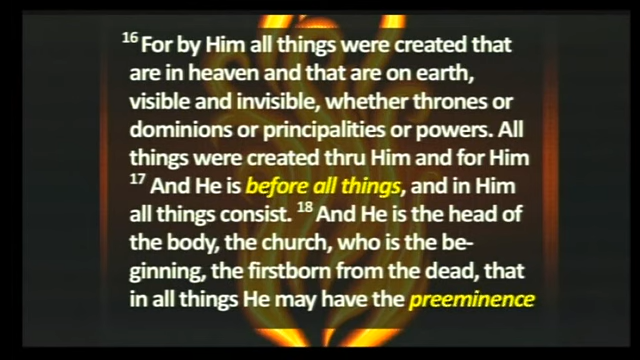 16 For by Him all things were created that
are in heaven and that are on earth,
visible and invisible, whether thrones or
dominions or principalities or powers. All
things were created thru Him and for Him
17 And He is before all things, and in Him
all things consist. 18 And He is the head of
the body, the church, who is the be-
ginning, the firstborn from the dead, that
in all things He may have the preeminence